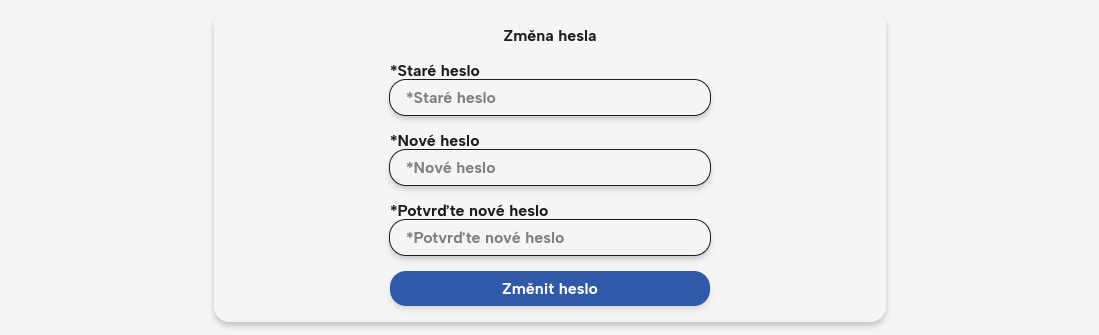 Změna hesla
*Staré heslo
*Staré heslo
*Nové heslo
*Nové heslo
*Potvrďte nové heslo
*Potvrďte nové heslo
Změnit heslo